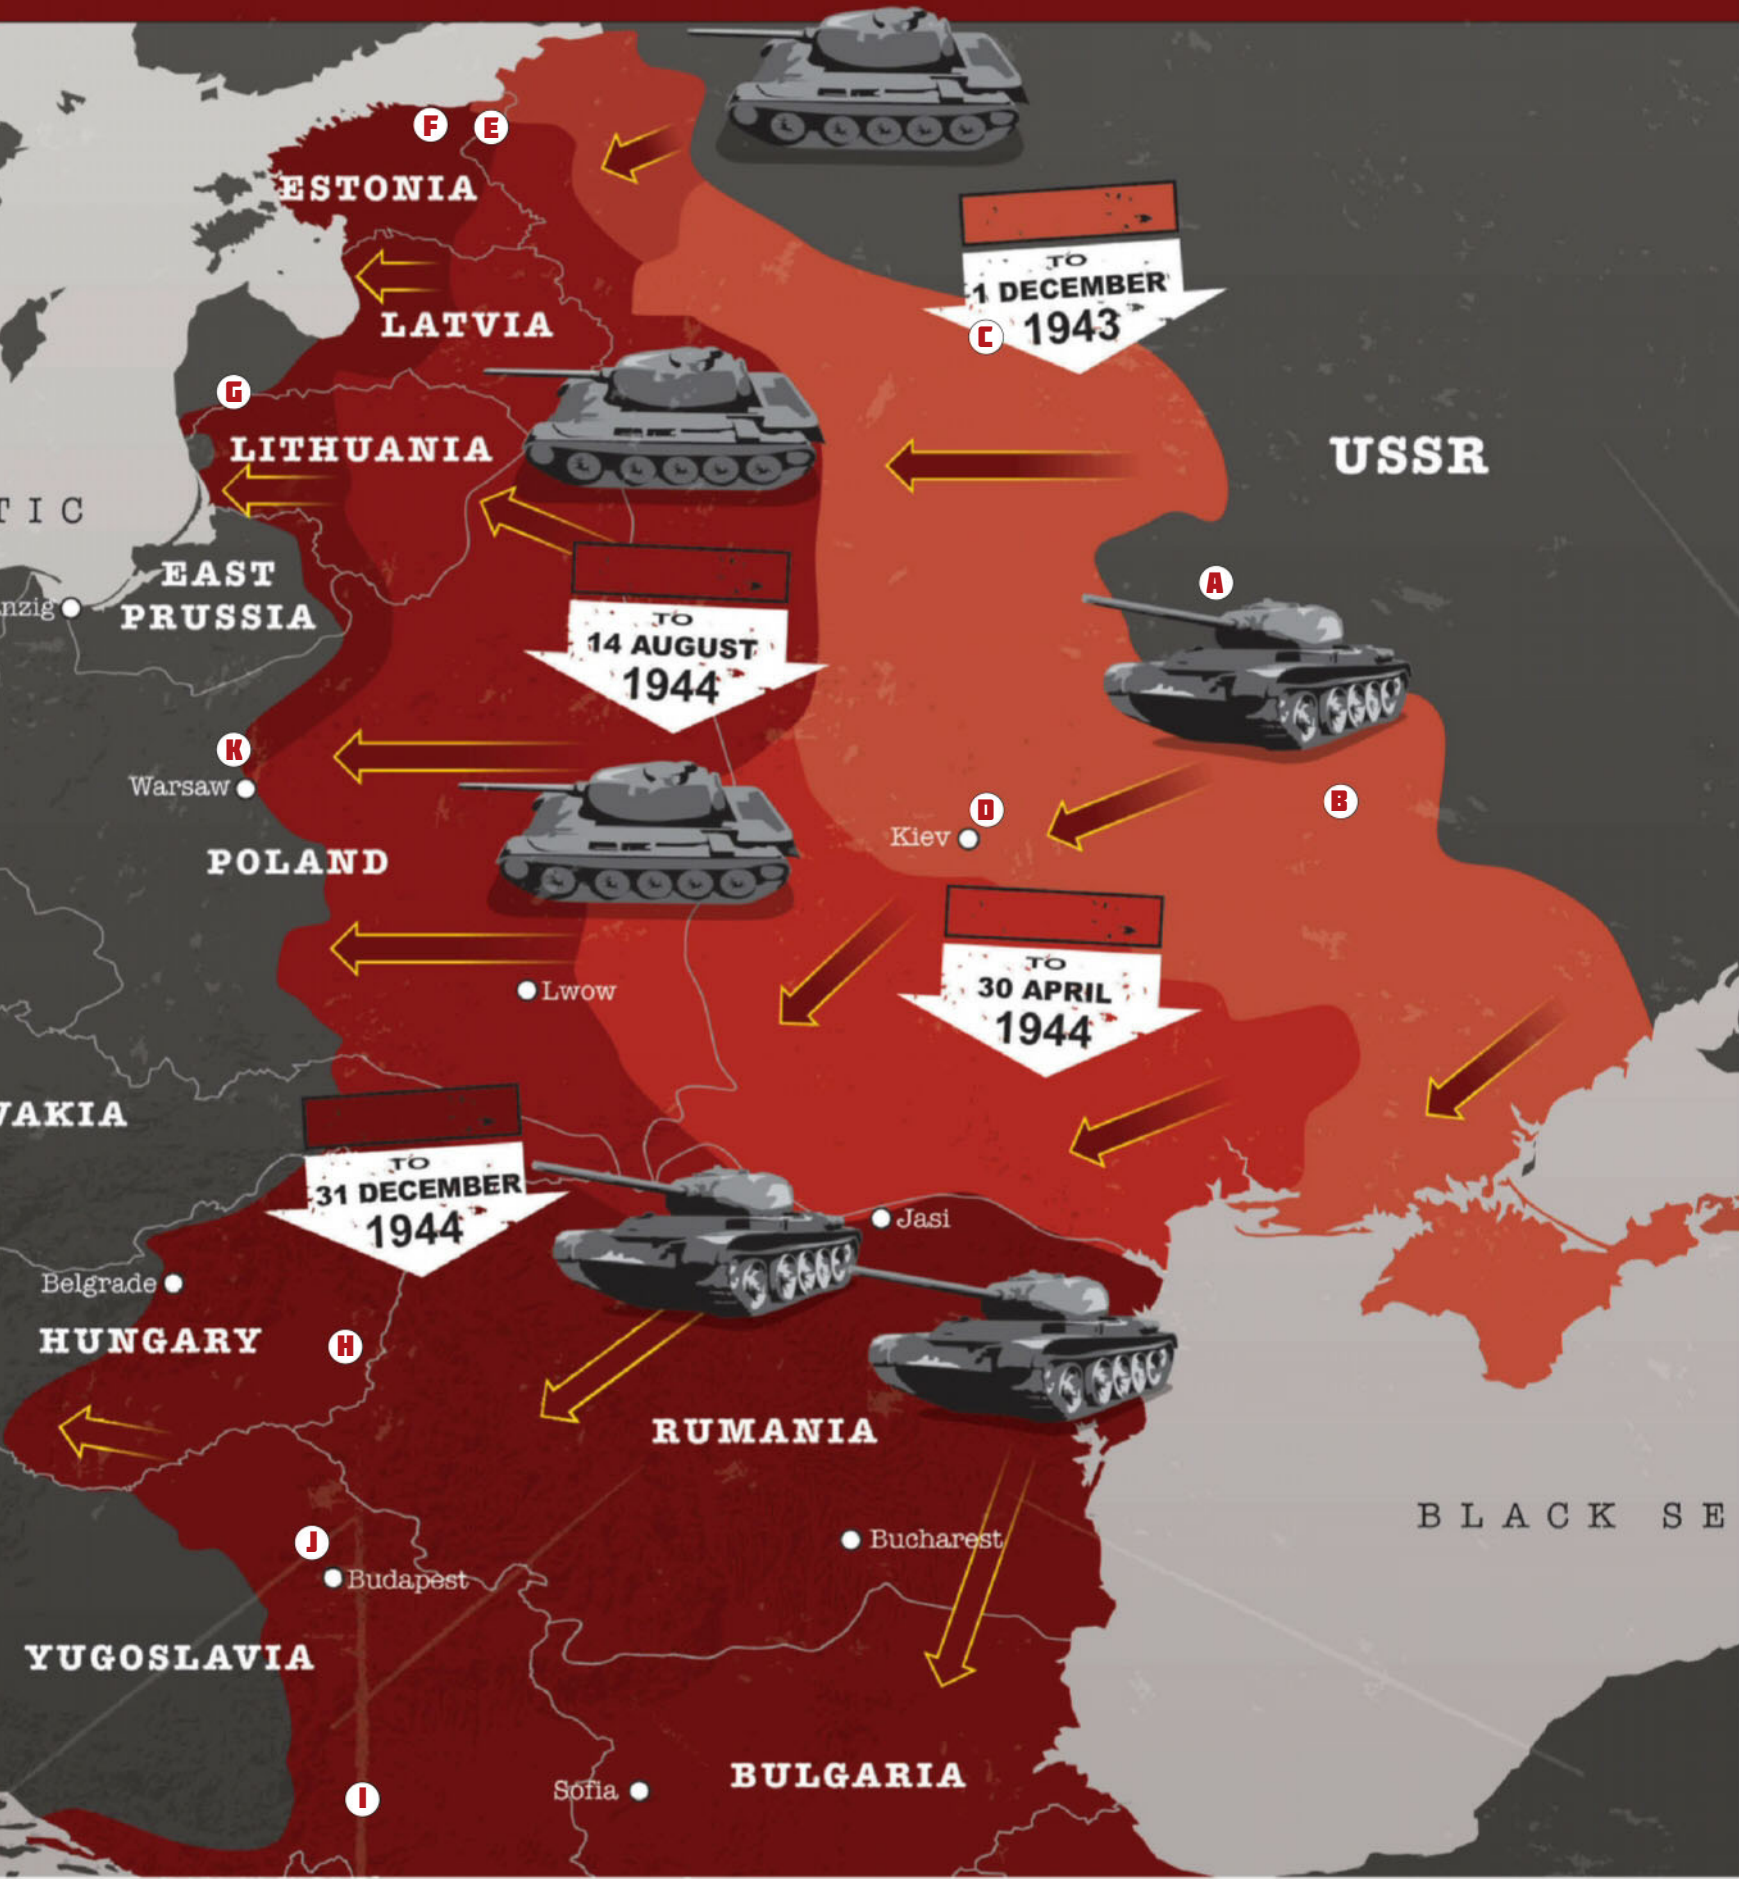 F
E
ESTONIA
TO
1 DECEMBER
1943
C
LATVIA
G
LITHUANIA
USSR
TIC
EAST
PRUSSIA
nzig
A
TO
14 AUGUST
1944
K
Warsaw
B
D
Kiev
POLAND
TO
30 APRIL
1944
Lwow
VAKIA
TO
31 DECEMBER
1944
Jasi
Belgrade
HUNGARY
H
RUMANIA
BLACK SE
J
Bucharest
Budapest
YUGOSLAVIA
BULGARIA
Sofia
I